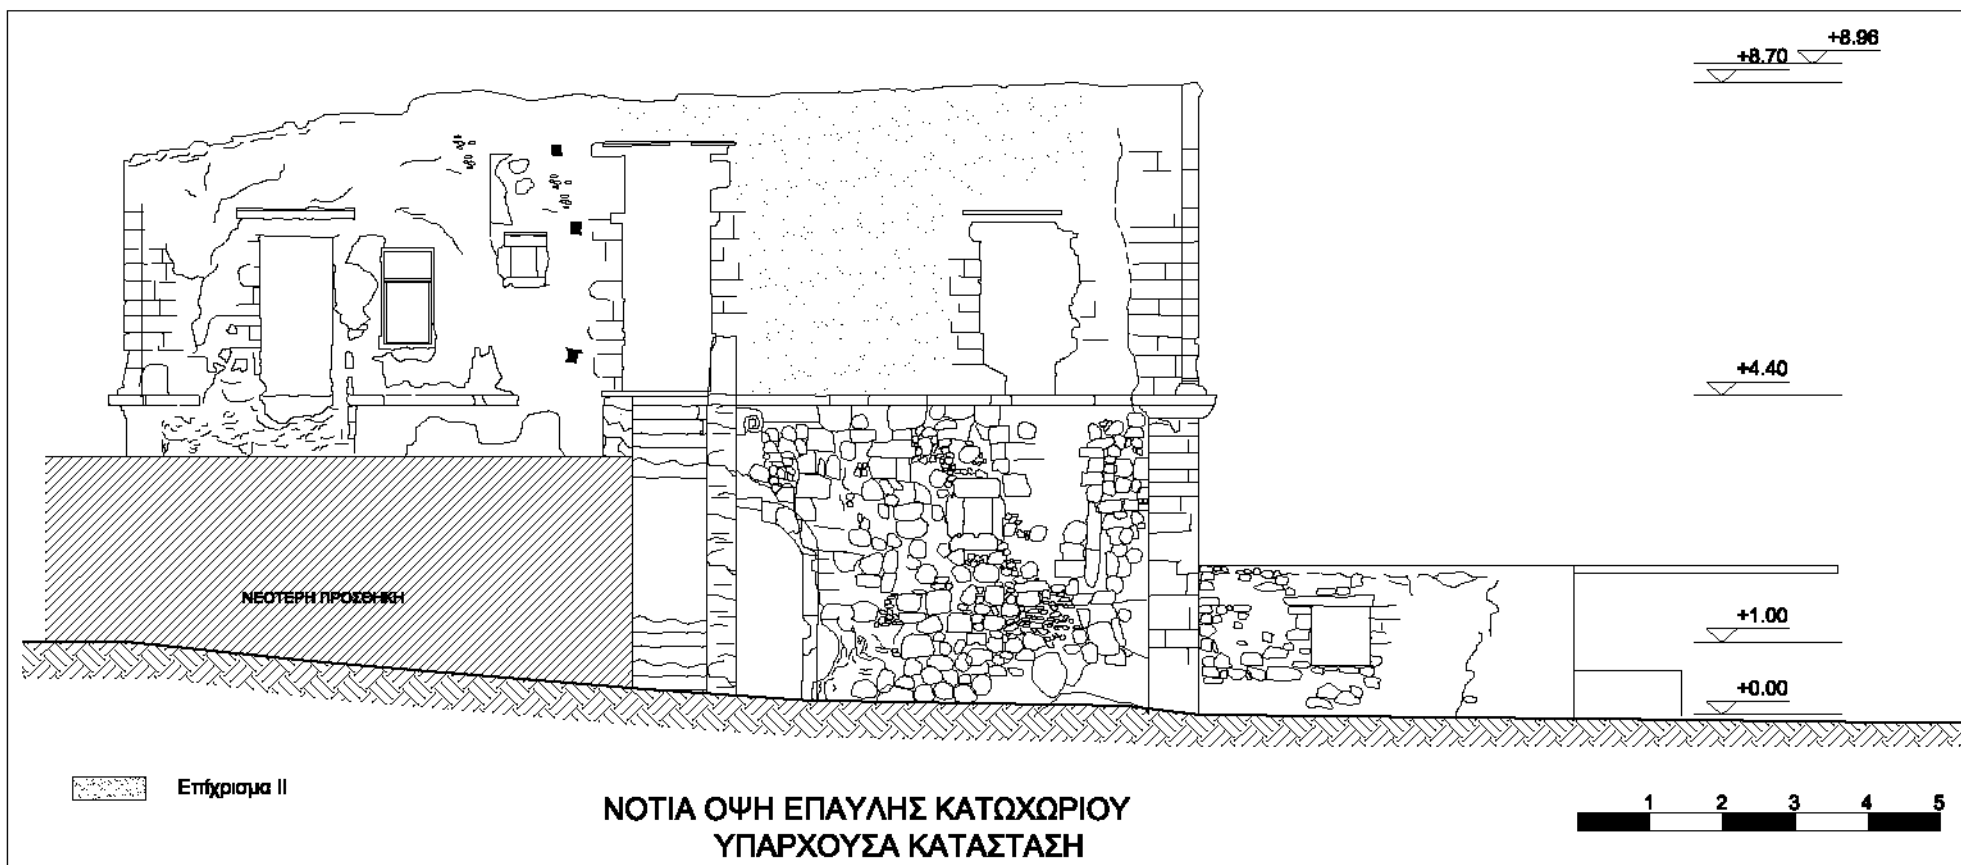 +8.96
+8.70
+4.40
ΝΕΟΤΕΡΗ ΠΡΟΣΘΗΚΗ
+1.00
+0.00
Επίχρισμα ΙΙ
ΝΟΤΙΑ ΟΨΗ ΕΠΑΥΛΗΣ ΚΑΤΩΧΩΡΙΟΥ
ΥΠΑΡΧΟΥΣΑ ΚΑΤΑΣΤΑΣΗ
1 2 3 4 5